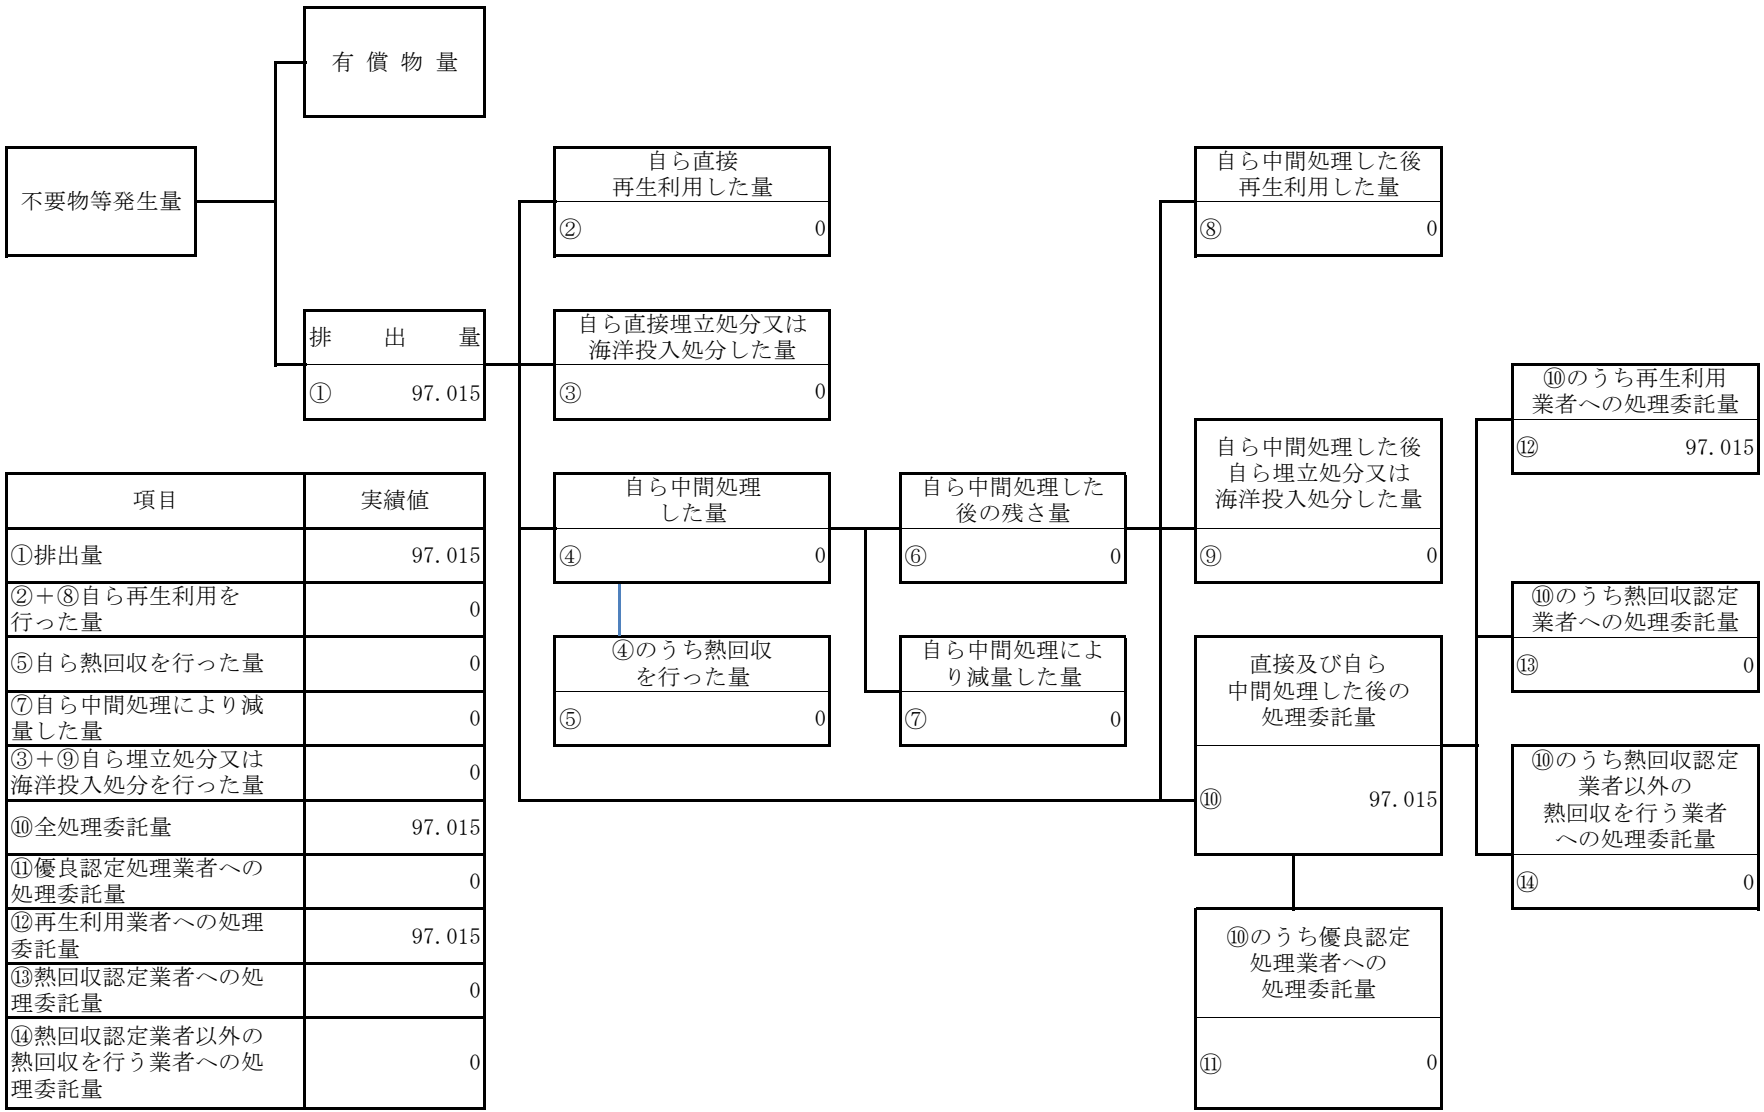 有償物量
不要物等発生量
排出量
① 97.015
自ら直接
再生利用した量
② 0
自ら直接埋立処分又は
海洋投入処分した量
③ 0
自ら中間処理
した量
④ 0
④のうち熱回収
を行った量
⑤ 0
自ら中間処理した
後の残さ量
⑥ 0
自ら中間処理によ
り減量した量
⑦ 0
自ら中間処理した後
再生利用した量
⑧ 0
自ら中間処理した後
自ら埋立処分又は
海洋投入処分した量
⑨ 0
直接及び自ら
中間処理した後の
処理委託量
⑩ 97.015
⑩のうち優良認定
処理業者への
処理委託量
⑪ 0
⑩のうち再生利用
業者への処理委託量
⑫ 97.015
⑩のうち熱回収認定
業者への処理委託量
⑬ 0
⑩のうち熱回収認定
業者以外の
熱回収を行う業者
への処理委託量
⑭ 0
項目 実績値
①排出量 97.015
②＋⑧自ら再生利用を
行った量 0
⑤自ら熱回収を行った量 0
⑦自ら中間処理により減
量した量 0
③＋⑨自ら埋立処分又は
海洋投入処分を行った量 0
⑩全処理委託量 97.015
⑪優良認定処理業者への
処理委託量 0
⑫再生利用業者への処理
委託量 97.015
⑬熱回収認定業者への処
理委託量 0
⑭熱回収認定業者以外の
熱回収を行う業者への処
理委託量 0